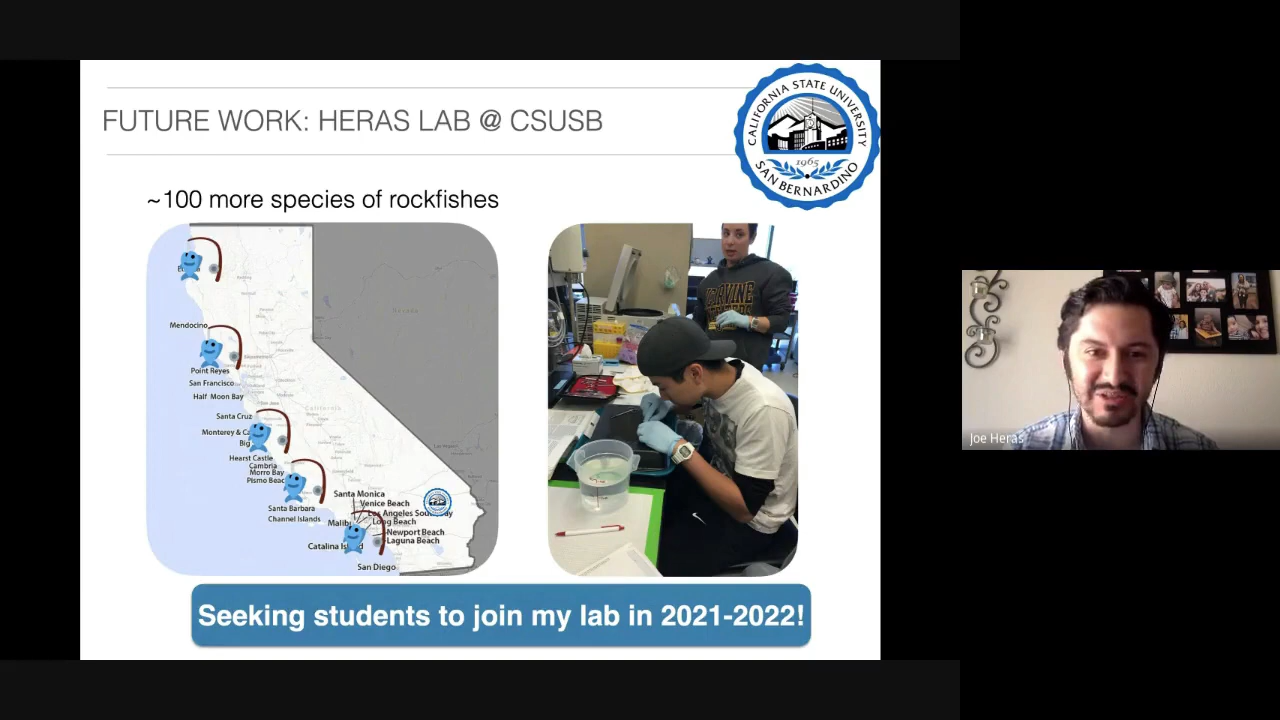 FUTURE WORK: HERAS LAB @ CSUSB
CALIFORNIA STATE UNIVERSITY
1965
SAN BERNARDINO
~100 more species of rockfishes
Nevada
Mendocino
Point Reyes
San Francisco
Half Moon Bay
California
Santa Cruz
Monterey &
Big
Hearst Castle
Cambria
Morro Bay
Pismo
Santa Barbara
Channel Islands
Santa Monica
Venice Beach
Los Angeles
Long Beach
Newport Beach
Laguna Beach
Catalina
San Diego
IRVINE
Joe Heras
Seeking students to join my lab in 2021-2022!